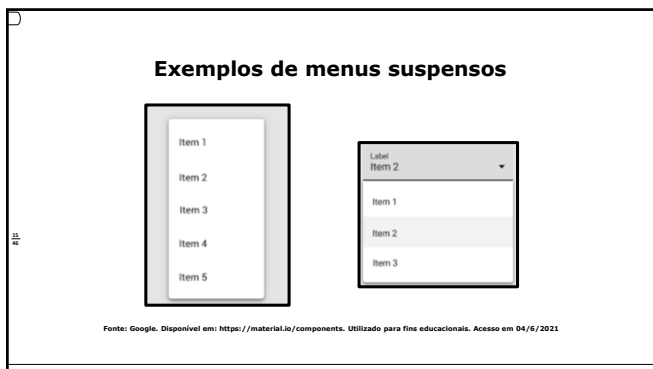 Exemplos de menus suspensos
Item 1
Item 2
Item 3
Item 4
Item 5
Label
Item 2
Item 1
Item 2
Item 3
15
46
Fonte: Google. Disponível em: https://material.io/components. Utilizado para fins educacionais. Acesso em 04/6/2021